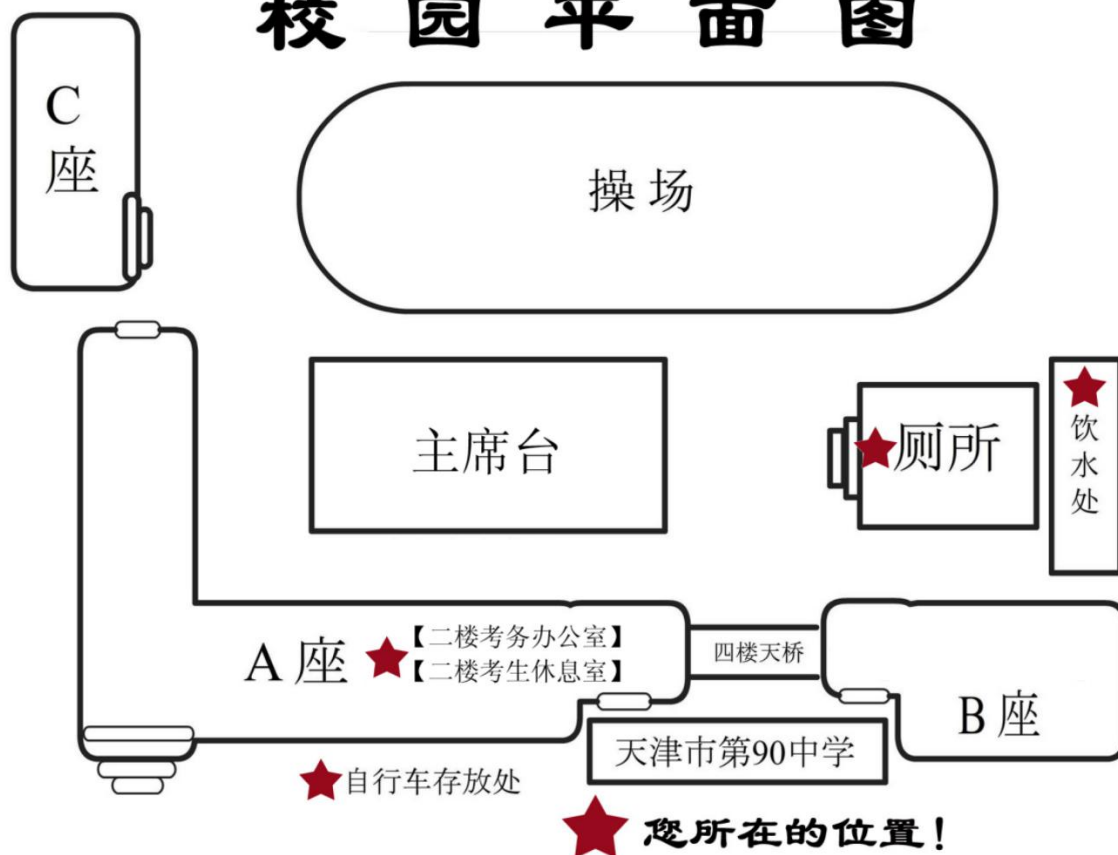 校园平面图
C
座
操场
主席台
厕所
饮
水
处
A座
【二楼考务办公室】
【二楼考生休息室】
四楼天桥
B座
天津市第90中学
自行车存放处
您所在的位置！